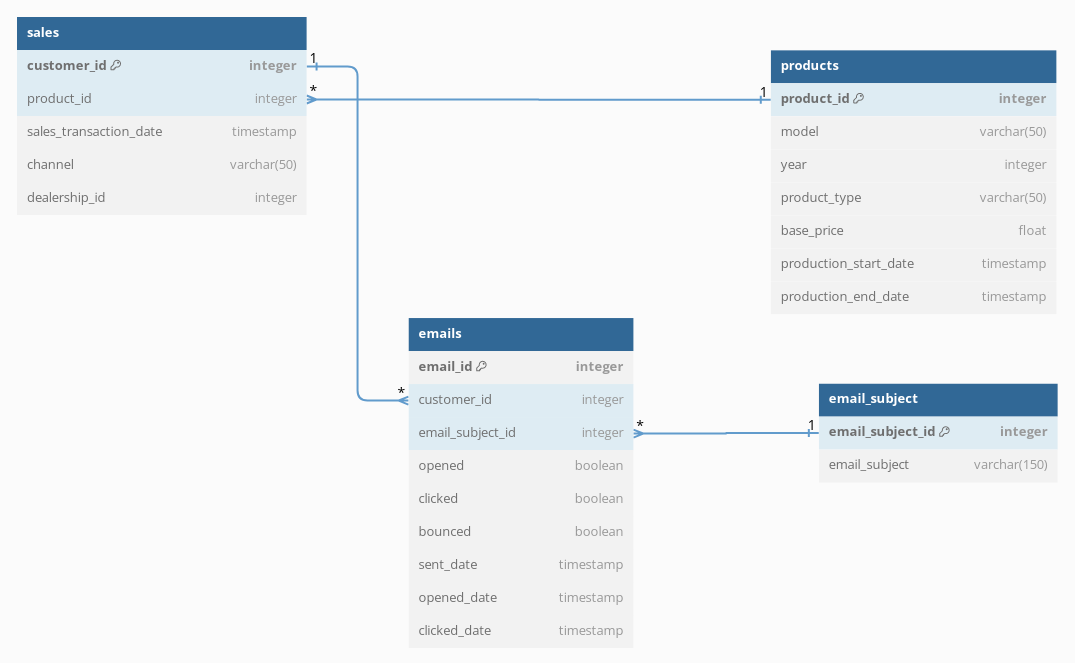 sales
customer_id integer
product_id integer
sales_transaction_date timestamp
channel varchar(50)
dealership_id integer
1
*
1
products
product_id integer
model varchar(50)
year integer
product_type varchar(50)
base_price float
production_start_date timestamp
production_end_date timestamp
emails
email_id integer
* customer_id integer
email_subject_id integer *
opened boolean
clicked boolean
bounced boolean
sent_date timestamp
opened_date timestamp
clicked_date timestamp
1
email_subject
email_subject_id integer
email_subject varchar(150)